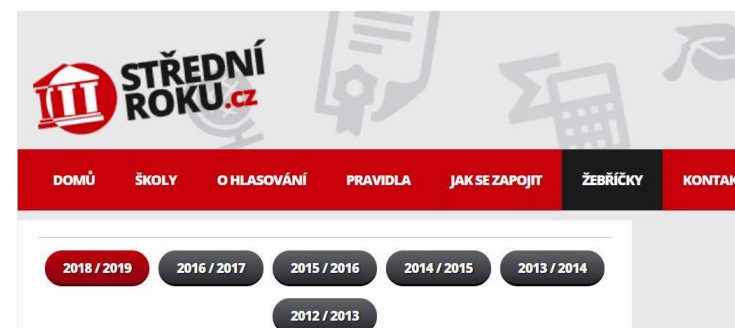 STŘEDNÍ
ROKU.cz
DOMŮ ŠKOLY O HLASOVÁNÍ PRAVIDLA JAK SE ZAPOJIT ŽEBŘÍČKY KONTAK
2018 / 2019 2016 / 2017 2015 / 2016 2014 / 2015 2013 / 2014
2012 / 2013